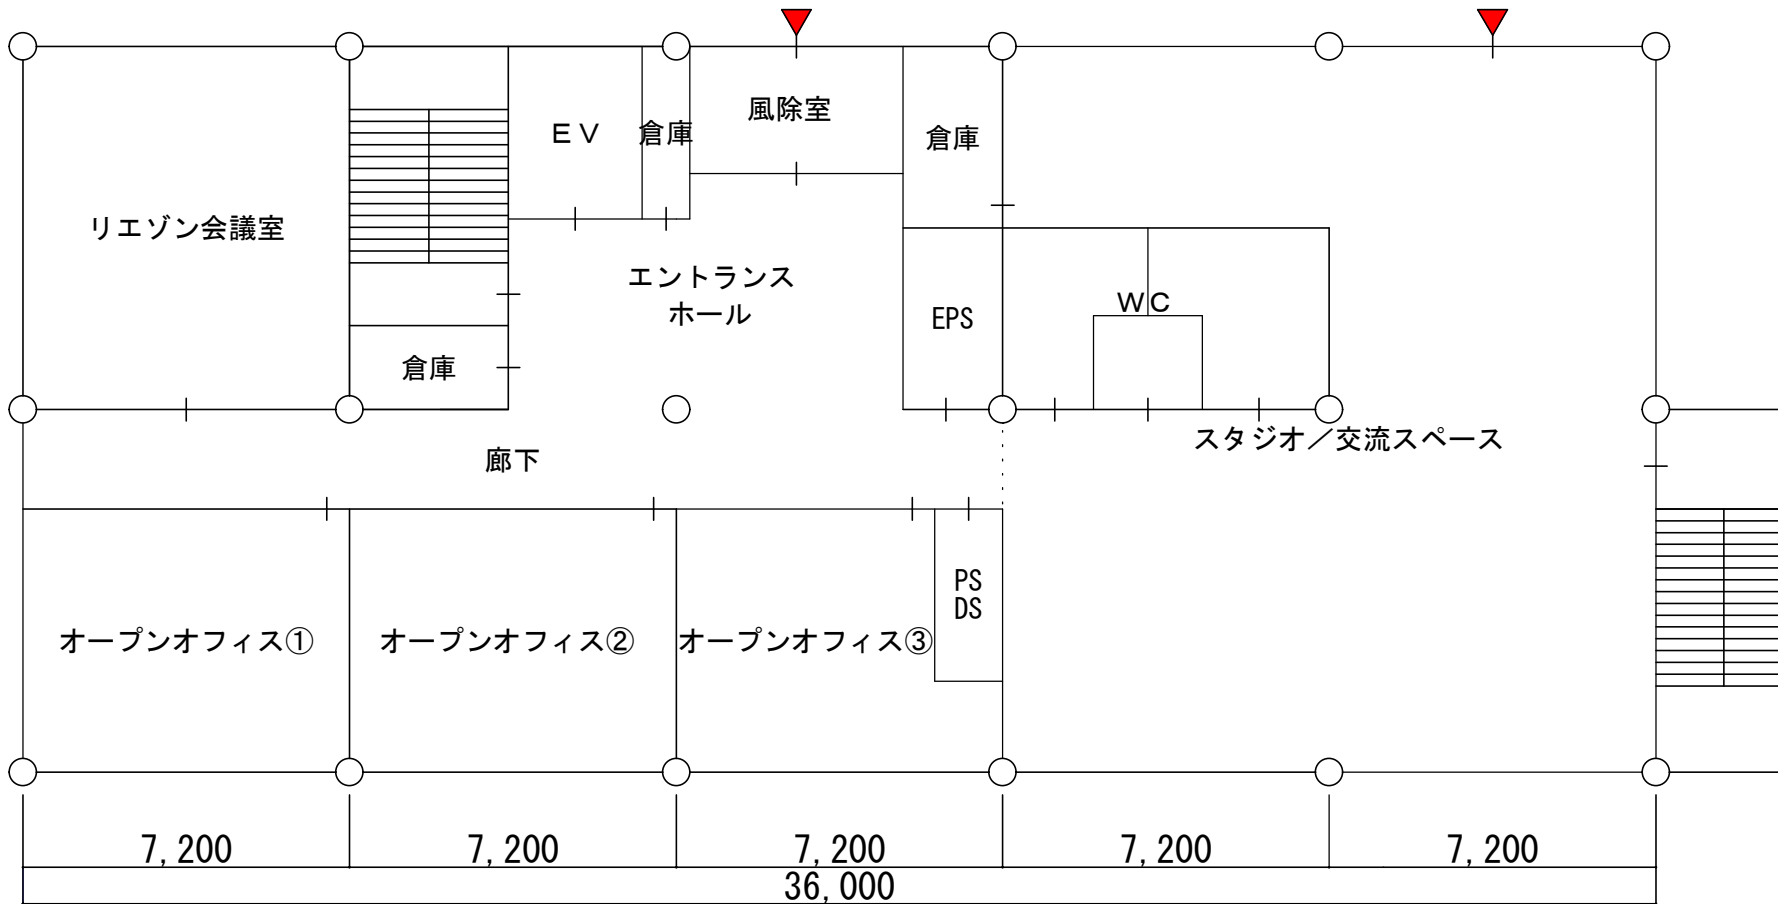 風除室
ＥＶ
倉庫
倉庫
リエゾン会議室
エントランス
ホール
EPS
ＷＣ
倉庫
スタジオ／交流スペース
廊下
PS
DS
オープンオフィス①
オープンオフィス②
オープンオフィス③
7,200
7,200
7,200
7,200
7,200
36,000